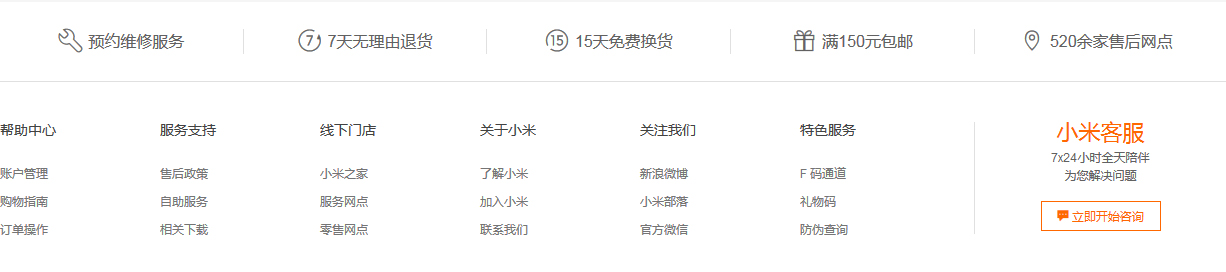 预约维修服务 7天无理由退货 15天免费换货 满150元包邮 520余家售后网点
帮助中心 服务支持 线下门店 关于小米 关注我们 特色服务 小米客服
7x24小时全天陪伴
账户管理 售后政策 小米之家 了解小米 新浪微博 F 码通道 为您解决问题
购物指南 自助服务 服务网点 加入小米 小米部落 礼物码
立即开始咨询
订单操作 相关下载 零售网点 联系我们 官方微信 防伪查询